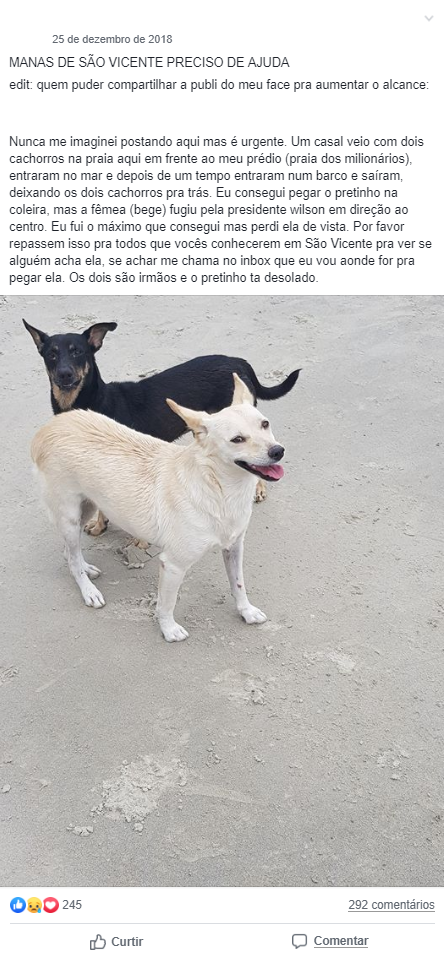 25 de dezembro de 2018
MANAS DE SÃO VICENTE PRECISO DE AJUDA
edit: quem puder compartilhar a publi do meu face pra aumentar o alcance:
Nunca me imaginei postando aqui mas é urgente. Um casal veio com dois
cachorros na praia aqui em frente ao meu prédio (praia dos milionários),
entraram no mar e depois de um tempo entraram num barco e saíram,
deixando os dois cachorros pra trás. Eu consegui pegar o pretinho na
coleira, mas a fêmea (bege) fugiu pela presidente wilson em direção ao
centro. Eu fui o máximo que consegui mas perdi ela de vista. Por favor
repassem isso pra todos que vocês conhecerem em São Vicente pra ver se
alguém acha ela, se achar me chama no inbox que eu vou aonde for pra
pegar ela. Os dois são irmãos e o pretinho ta desolado.
245
292 comentários
Curtir
Comentar